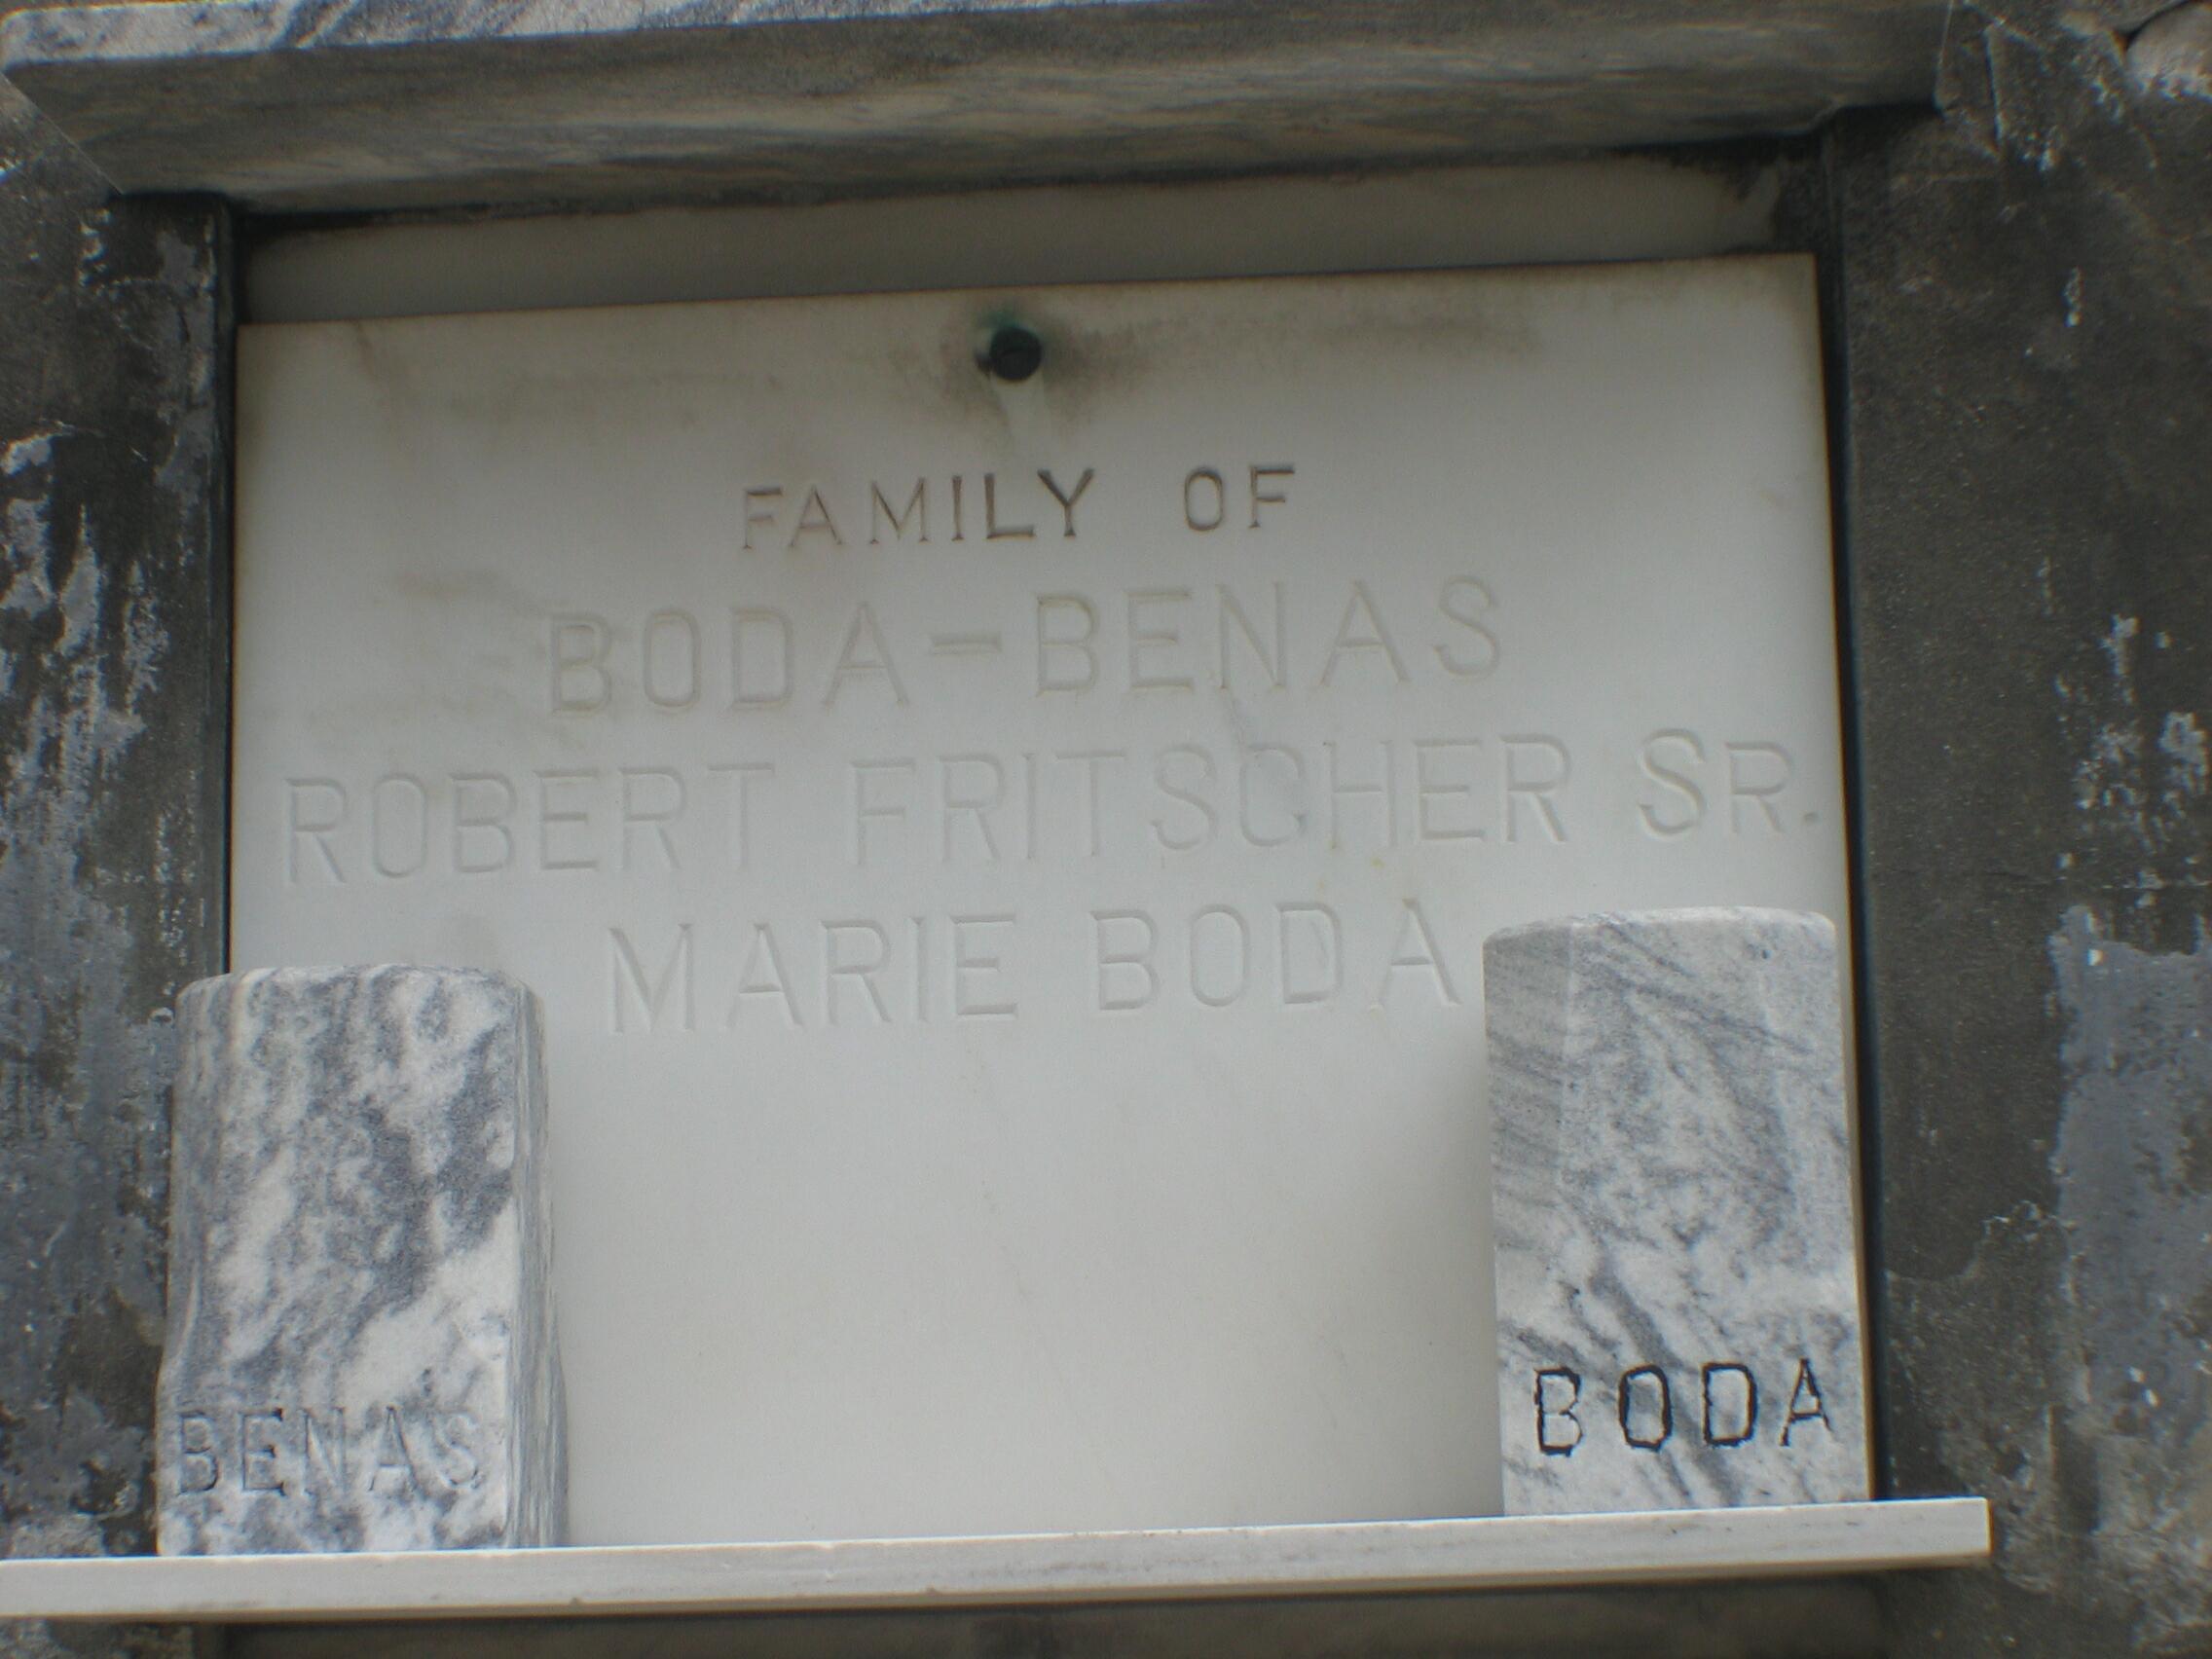 FAMILY OF
BODA-BENAS
ROBERT FRITSCHER SR.
MARIE BODA
BENAS
BODA